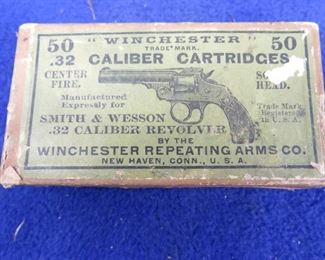 50 "WINCHESTER" 50
TRADE MARK.
.32 CALIBER CARTRIDGES
CENTER FIRE.
HEAD.
Manufactured
Expressly for
SMITH & WESSON
.32 CALIBER REVOLVER
Trade Mark
Registered
in U.S.A.
BY THE
WINCHESTER REPEATING ARMS CO.
NEW HAVEN, CONN., U.S.A.